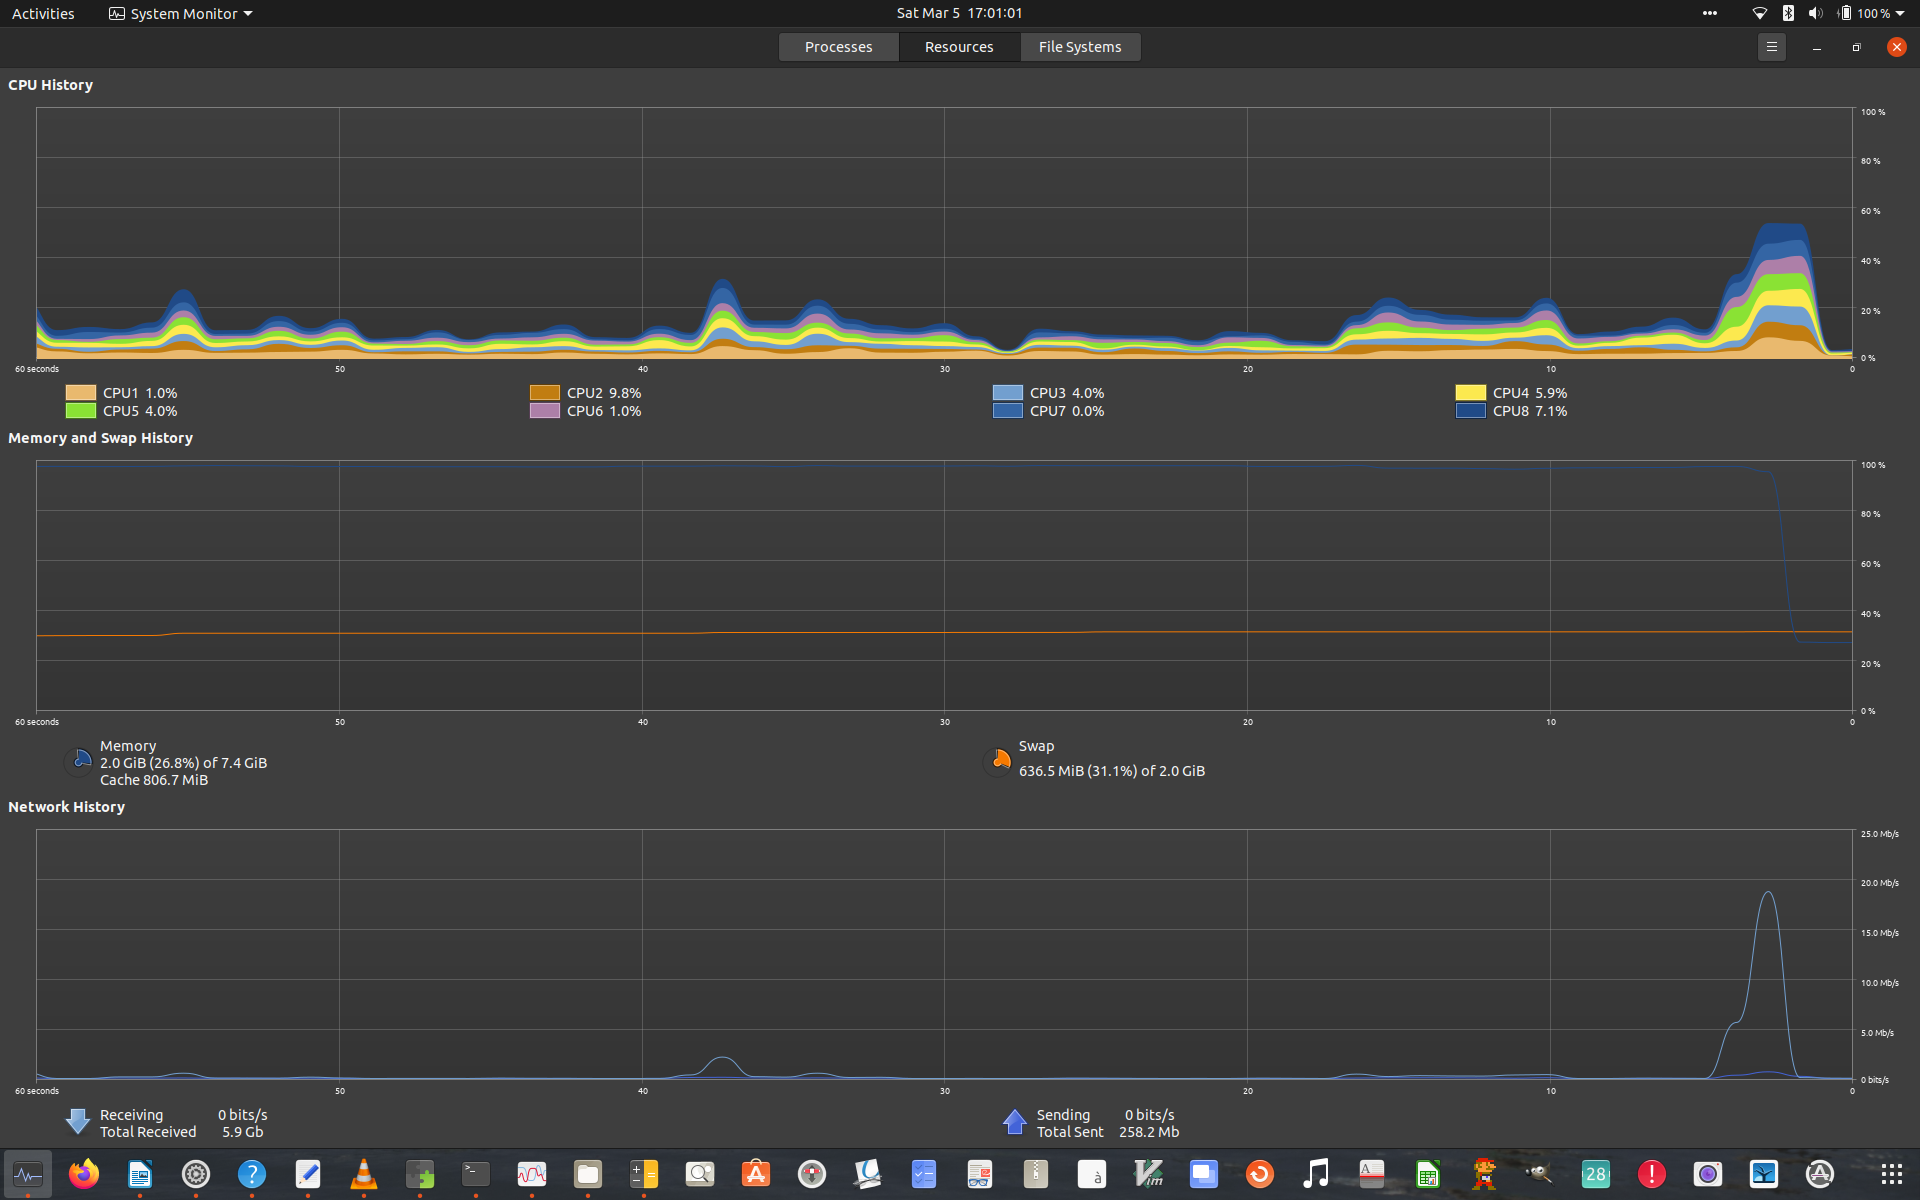 Activities
System Monitor
Sat Mar 5 17:01:01
100 %
Processes
Resources
File Systems
CPU History
100 %
80 %
60 %
40 %
20 %
0 %
60 seconds
50
40
30
20
10
0
CPU1 1.0%
CPU2 9.8%
CPU3 4.0%
CPU4 5.9%
CPU5 4.0%
CPU6 1.0%
CPU7 0.0%
CPU8 7.1%
Memory and Swap History
100 %
80 %
60 %
40 %
20 %
0 %
60 seconds
50
40
30
20
10
0
Memory
2.0 GiB (26.8%) of 7.4 GiB
Cache 806.7 MiB
Swap
636.5 MiB (31.1%) of 2.0 GiB
Network History
25.0 Mb/s
20.0 Mb/s
15.0 Mb/s
10.0 Mb/s
5.0 Mb/s
0 bits/s
60 seconds
50
40
30
20
10
0
Receiving 0 bits/s
Total Received 5.9 Gb
Sending 0 bits/s
Total Sent 258.2 Mb
?
>_
à
Vim
A
28
!